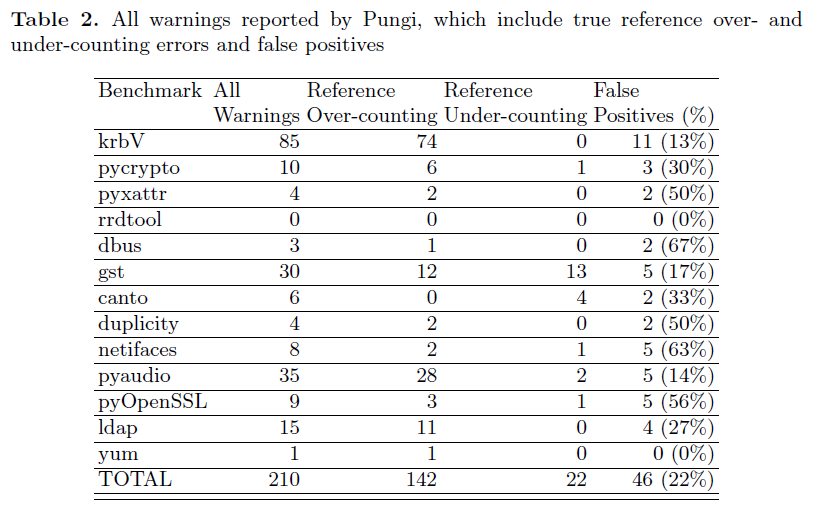 Table 2. All warnings reported by Pungi, which include true reference over- and
under-counting errors and false positives
Benchmark All Reference Reference False
Warnings Over-counting Under-counting Positives (%)
krbV 85 74 0 11 (13%)
pycrypto 10 6 1 3 (30%)
pyxattr 4 2 0 2 (50%)
rrdtool 0 0 0 0 (0%)
dbus 3 1 0 2 (67%)
gst 30 12 13 5 (17%)
canto 6 0 4 2 (33%)
duplicity 4 2 0 2 (50%)
netifaces 8 2 1 5 (63%)
pyaudio 35 28 2 5 (14%)
pyOpenSSL 9 3 1 5 (56%)
ldap 15 11 0 4 (27%)
yum 1 1 0 0 (0%)
TOTAL 210 142 22 46 (22%)